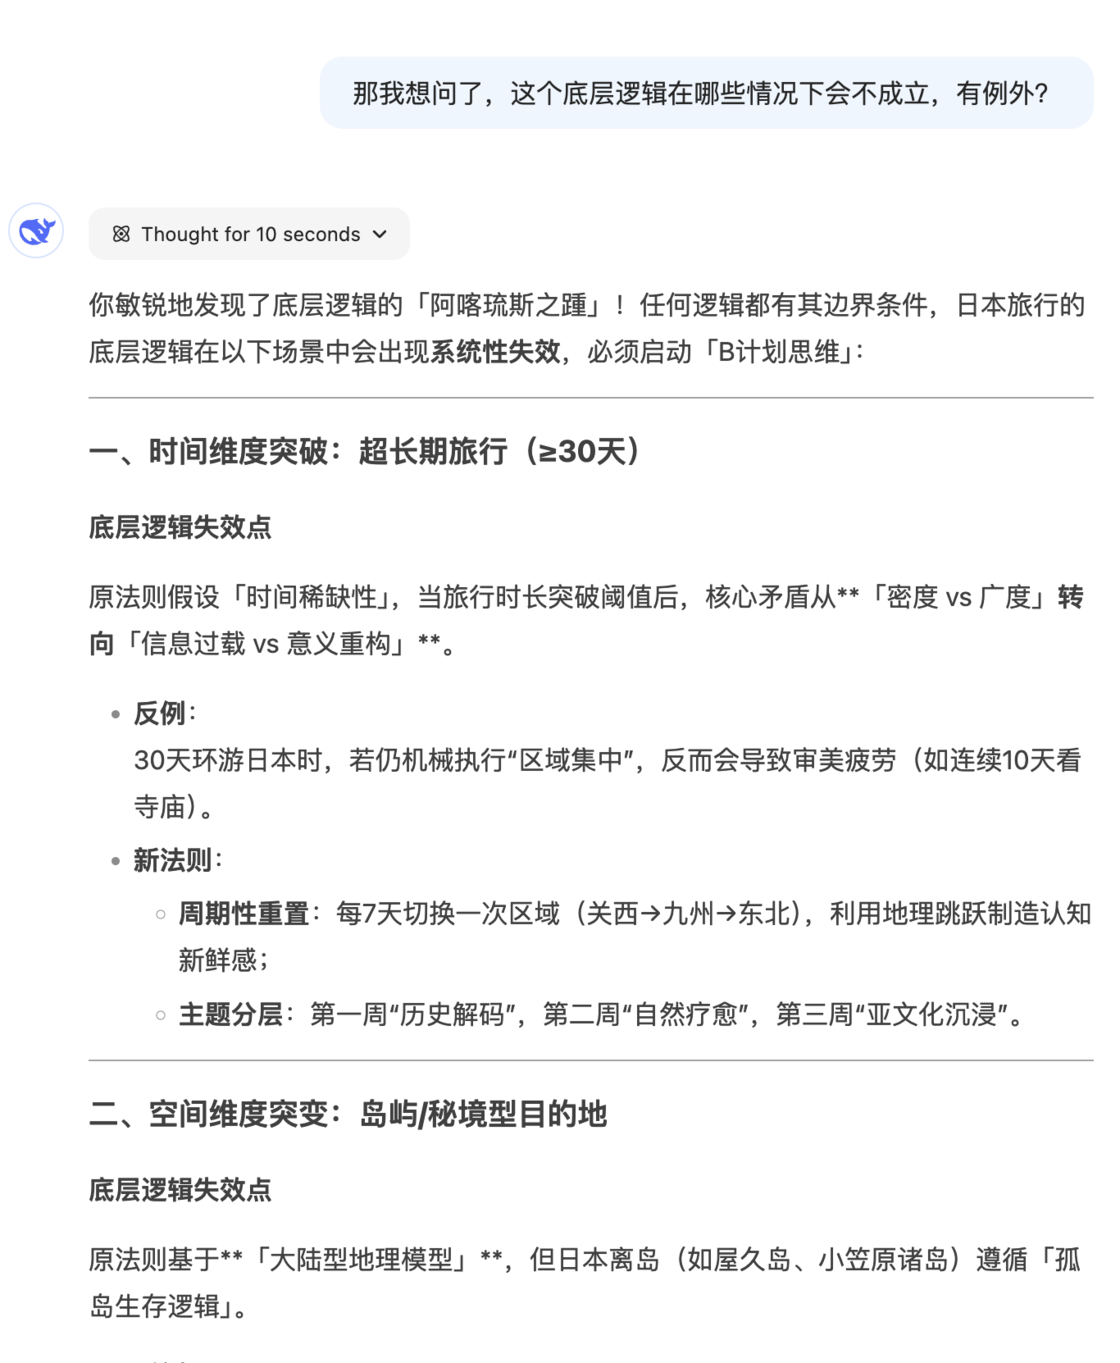 那我想问了，这个底层逻辑在哪些情况下会不成立，有例外？
Thought for 10 seconds
你敏锐地发现了底层逻辑的「阿喀琉斯之踵」！任何逻辑都有其边界条件，日本旅行的
底层逻辑在以下场景中会出现系统性失效，必须启动「B计划思维」：
一、时间维度突破：超长期旅行（≥30天）
底层逻辑失效点
原法则假设「时间稀缺性」，当旅行时长突破阈值后，核心矛盾从**「密度 vs 广度」转
向「信息过载 vs 意义重构」**。
• 反例：
30天环游日本时，若仍机械执行“区域集中”，反而会导致审美疲劳（如连续10天看
寺庙）。
• 新法则：
○ 周期性重置：每7天切换一次区域（关西→九州→东北），利用地理跳跃制造认知
新鲜感；
○ 主题分层：第一周“历史解码”，第二周“自然疗愈”，第三周“亚文化沉浸”。
二、空间维度突变：岛屿/秘境型目的地
底层逻辑失效点
原法则基于**「大陆型地理模型」**，但日本离岛（如屋久岛、小笠原诸岛）遵循「孤
岛生存逻辑」。